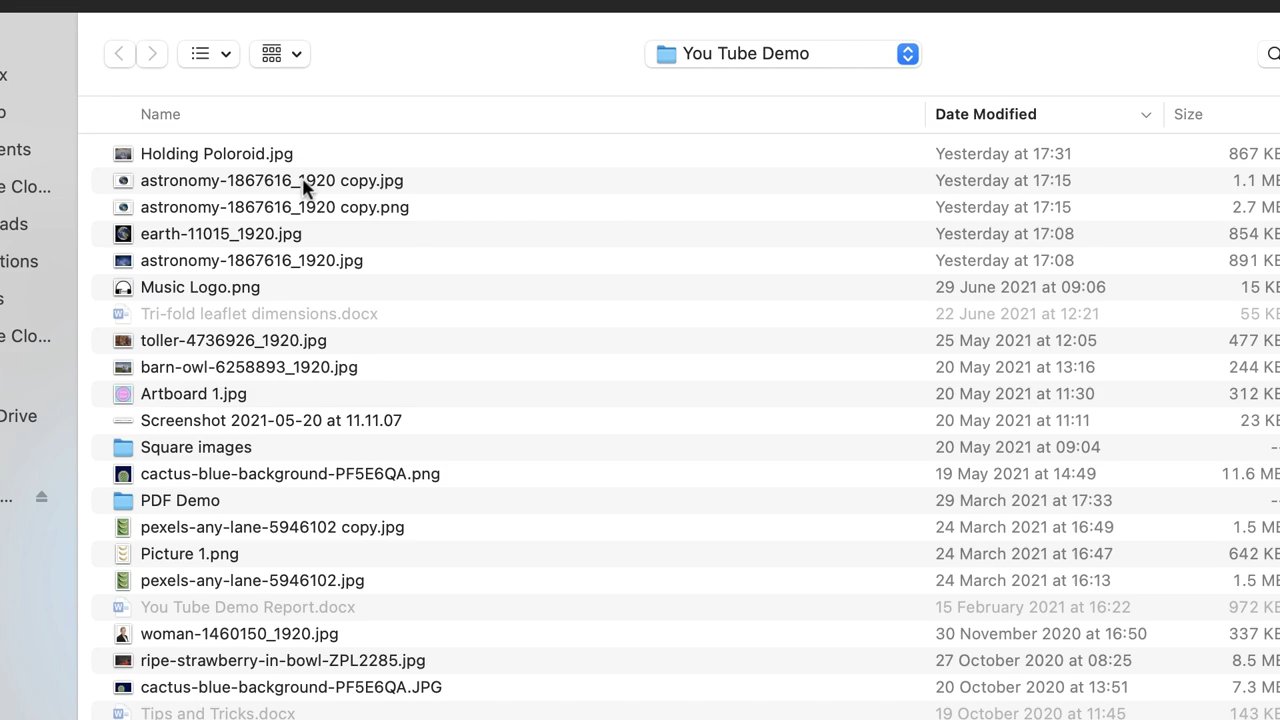 You Tube Demo
Name Date Modified Size
x
Holding Poloroid.jpg Yesterday at 17:31 867 KB
p
astronomy-1867616_1920 copy.jpg Yesterday at 17:15 1.1 ME
ents
astronomy-1867616_1920 copy.png Yesterday at 17:15 2.7 ME
e Clo...
earth-11015_1920.jpg Yesterday at 17:08 854 KB
ads
astronomy-1867616_1920.jpg Yesterday at 17:08 891 KB
tions
Music Logo.png 29 June 2021 at 09:06 15 KB
s
Tri-fold leaflet dimensions.docx 22 June 2021 at 12:21 55 KB
e Clo...
toller-4736926_1920.jpg 25 May 2021 at 12:05 477 KB
barn-owl-6258893_1920.jpg 20 May 2021 at 13:16 244 KB
Artboard 1.jpg 20 May 2021 at 11:30 312 KB
Drive
Screenshot 2021-05-20 at 11.11.07 20 May 2021 at 11:11 23 KB
Square images 20 May 2021 at 09:04 --
cactus-blue-background-PF5E6QA.png 19 May 2021 at 14:49 11.6 ME
...
PDF Demo 29 March 2021 at 17:33 --
pexels-any-lane-5946102 copy.jpg 24 March 2021 at 16:49 1.5 ME
Picture 1.png 24 March 2021 at 16:47 642 KB
pexels-any-lane-5946102.jpg 24 March 2021 at 16:13 1.5 ME
You Tube Demo Report.docx 15 February 2021 at 16:22 972 KB
woman-1460150_1920.jpg 30 November 2020 at 16:50 337 KB
ripe-strawberry-in-bowl-ZPL2285.jpg 27 October 2020 at 08:25 8.5 ME
cactus-blue-background-PF5E6QA.JPG 20 October 2020 at 13:51 7.3 ME
Tips and Tricks.docx 19 October 2020 at 11:45 143 KB